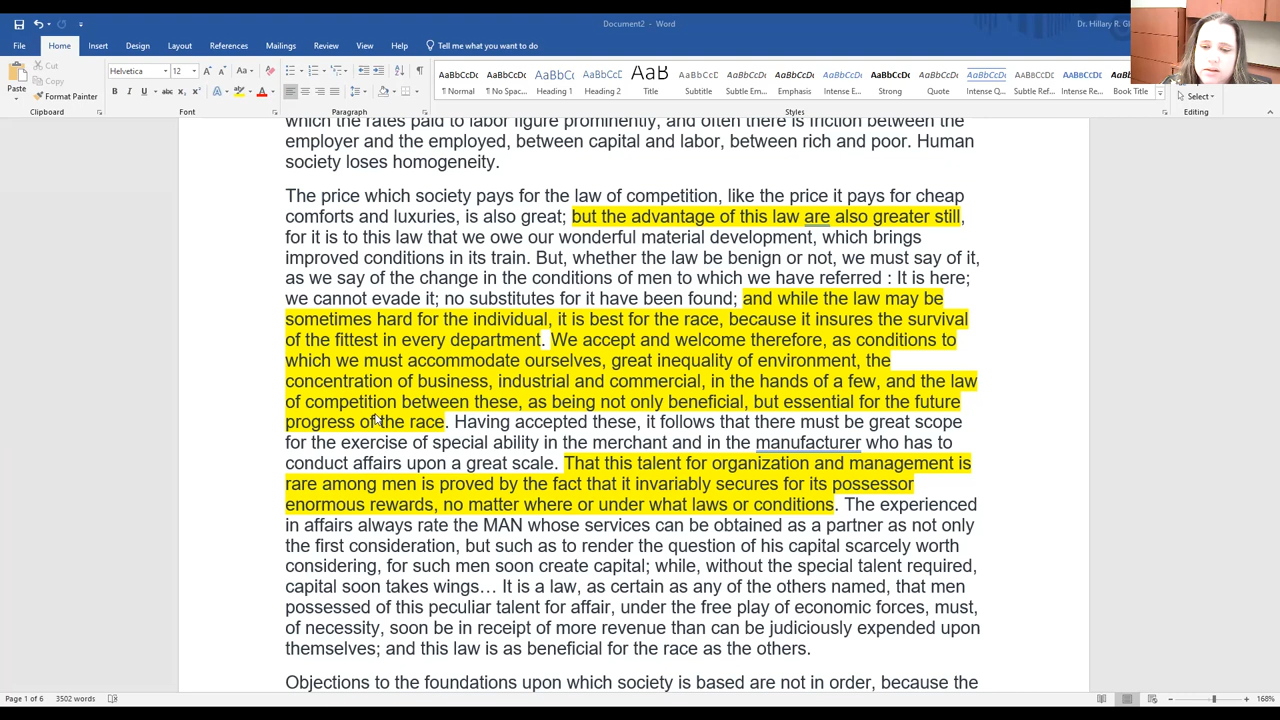 Document2 - Word
Dr. Hillary R. Gl
File Home Insert Design Layout References Mailings Review View Help Tell me what you want to do
Paste
Cut
Copy
Format Painter
Clipboard
Helvetica 12
Font
Paragraph
AaBbCcDc AaBbCcDc AaBbCc AaBbCcC AaB AaBbCcD AaBbCcDc AaBbCcDc AaBbCcDc AaBbCcDc AaBbCcDc AaBbCcDc AaBbCcDc AaBbCcDc AaBbCcDc
¶ Normal ¶ No Spac... Heading 1 Heading 2 Title Subtitle Subtle Em... Emphasis Intense E... Strong Quote Intense Q... Subtle Ref... Intense Re... Book Title
Styles
Select
Editing
which the rates paid to labor figure prominently, and often there is friction between the
employer and the employed, between capital and labor, between rich and poor. Human
society loses homogeneity.
The price which society pays for the law of competition, like the price it pays for cheap
comforts and luxuries, is also great; but the advantage of this law are also greater still,
for it is to this law that we owe our wonderful material development, which brings
improved conditions in its train. But, whether the law be benign or not, we must say of it,
as we say of the change in the conditions of men to which we have referred : It is here;
we cannot evade it; no substitutes for it have been found; and while the law may be
sometimes hard for the individual, it is best for the race, because it insures the survival
of the fittest in every department. We accept and welcome therefore, as conditions to
which we must accommodate ourselves, great inequality of environment, the
concentration of business, industrial and commercial, in the hands of a few, and the law
of competition between these, as being not only beneficial, but essential for the future
progress of the race. Having accepted these, it follows that there must be great scope
for the exercise of special ability in the merchant and in the manufacturer who has to
conduct affairs upon a great scale. That this talent for organization and management is
rare among men is proved by the fact that it invariably secures for its possessor
enormous rewards, no matter where or under what laws or conditions. The experienced
in affairs always rate the MAN whose services can be obtained as a partner as not only
the first consideration, but such as to render the question of his capital scarcely worth
considering, for such men soon create capital; while, without the special talent required,
capital soon takes wings… It is a law, as certain as any of the others named, that men
possessed of this peculiar talent for affair, under the free play of economic forces, must,
of necessity, soon be in receipt of more revenue than can be judiciously expended upon
themselves; and this law is as beneficial for the race as the others.
Objections to the foundations upon which society is based are not in order, because the
Page 1 of 6 3502 words
168%